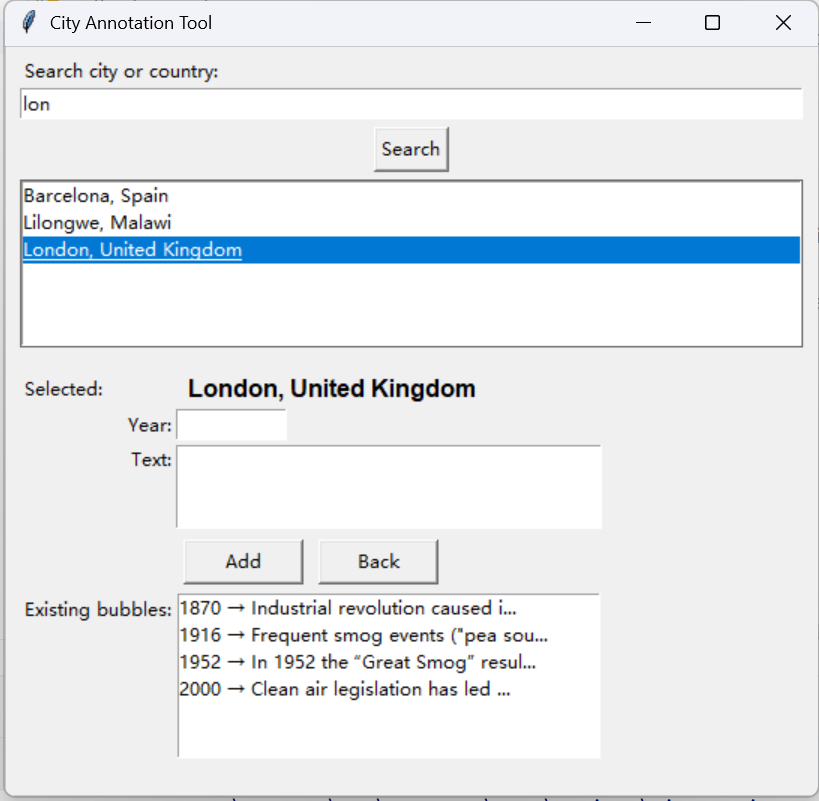 City Annotation Tool
Search city or country:
lon
Search
Barcelona, Spain
Lilongwe, Malawi
London, United Kingdom
Selected: London, United Kingdom
Year:
Text:
Add Back
Existing bubbles:
1870 → Industrial revolution caused i...
1916 → Frequent smog events ("pea sou...
1952 → In 1952 the “Great Smog” resul...
2000 → Clean air legislation has led ...